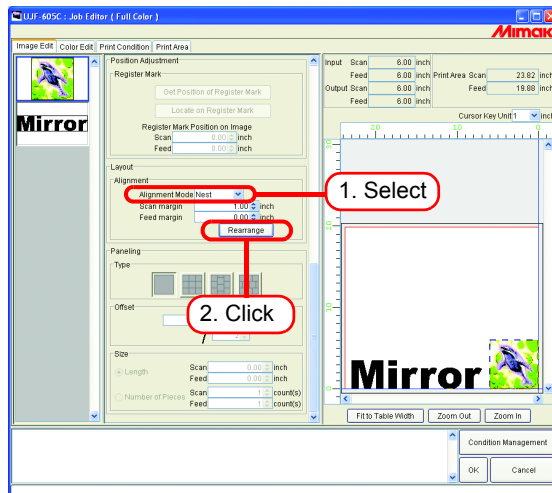 UJF-605C : Job Editor ( Full Color )
Mimaki
Image Edit Color Edit Print Condition Print Area
Mirror
Position Adjustment
Register Mark
Get Position of Register Mark
Locate on Register Mark
Register Mark Position on Image
Scan 0.00 inch
Feed 0.00 inch
Layout
Alignment
Alignment Mode Nest
Scan margin 1.00 inch
Feed margin 0.00 inch
Rearrange
1. Select
2. Click
Paneling
Type
Offset
/
Size
Length Scan 0.00 inch
Feed 0.00 inch
Number of Pieces Scan 1 count(s)
Feed 1 count(s)
Input Scan 6.00 inch
Feed 6.00 inch Print Area Scan 23.82 inch
Output Scan 6.00 inch Feed 19.88 inch
Feed 6.00 inch
Cursor Key Unit 1 inch
20 10 0
20
10
0
Mirror
Fit to Table Width Zoom Out Zoom In
Condition Management
OK Cancel